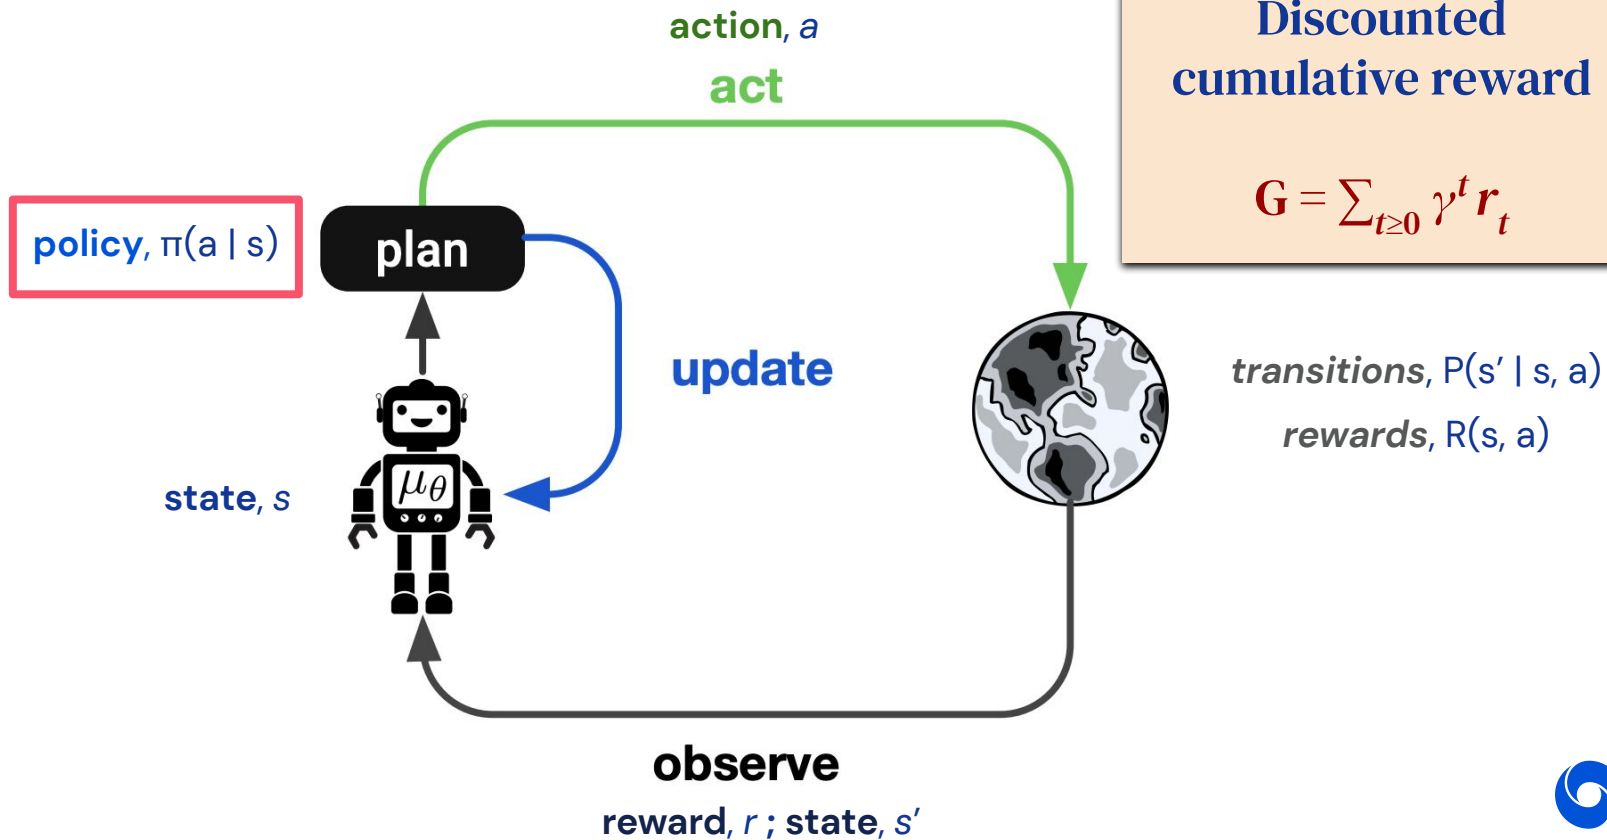 action, a
act
Discounted
cumulative reward
G = ∑ₜ≥₀ γᵗ rₜ
policy, π(a | s)
plan
update
transitions, P(s′ | s, a)
rewards, R(s, a)
state, s
μθ
observe
reward, r ; state, s′